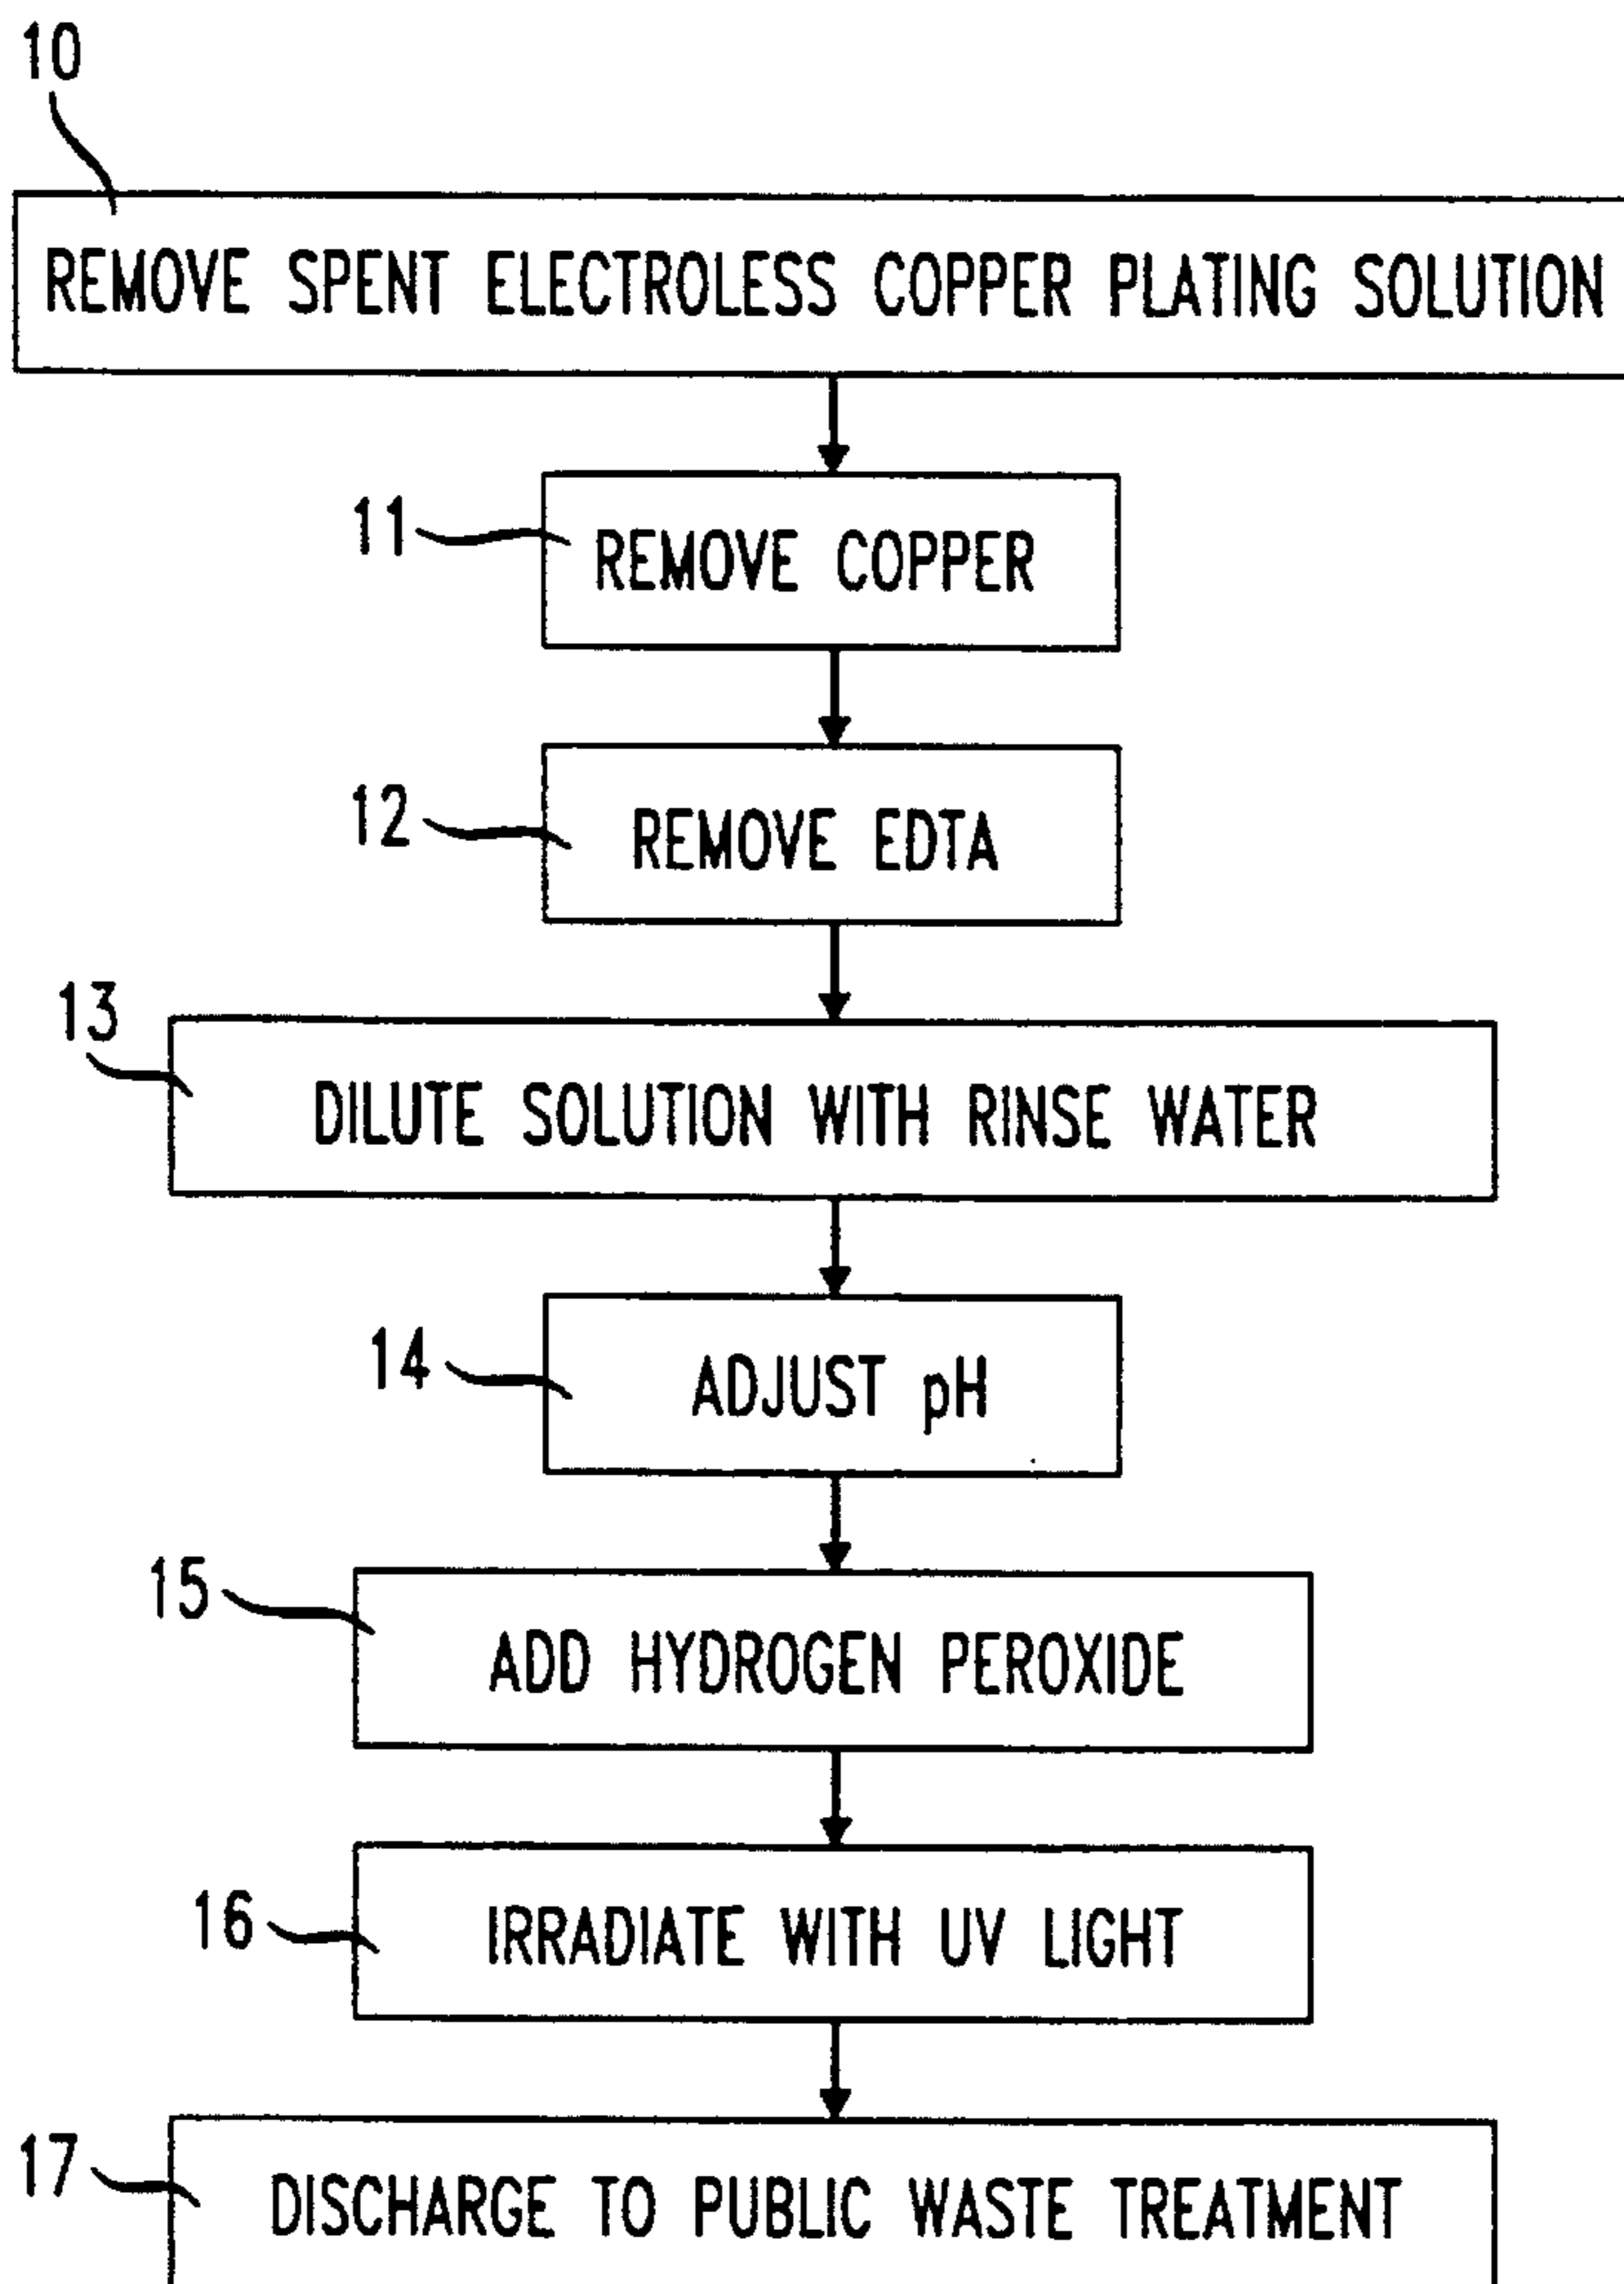 10
REMOVE SPENT ELECTROLESS COPPER PLATING SOLUTION
11
REMOVE COPPER
12
REMOVE EDTA
13
DILUTE SOLUTION WITH RINSE WATER
14
ADJUST pH
15
ADD HYDROGEN PEROXIDE
16
IRRADIATE WITH UV LIGHT
17
DISCHARGE TO PUBLIC WASTE TREATMENT